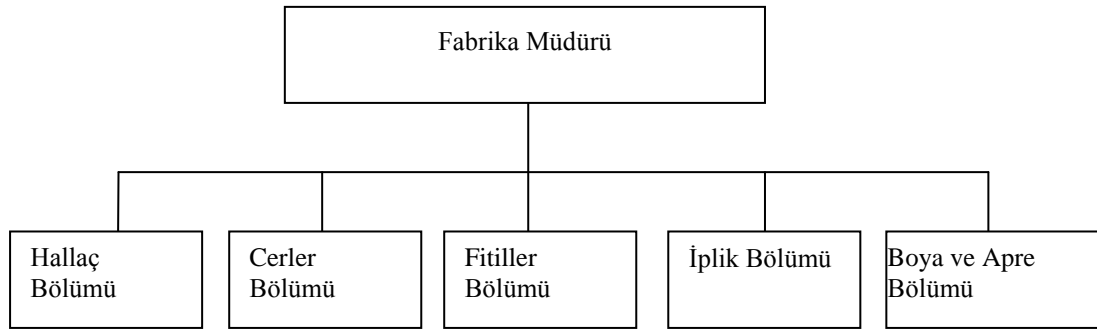 Fabrika Müdürü
Hallaç
Bölümü
Cerler
Bölümü
Fitiller
Bölümü
İplik Bölümü
Boya ve Apre
Bölümü